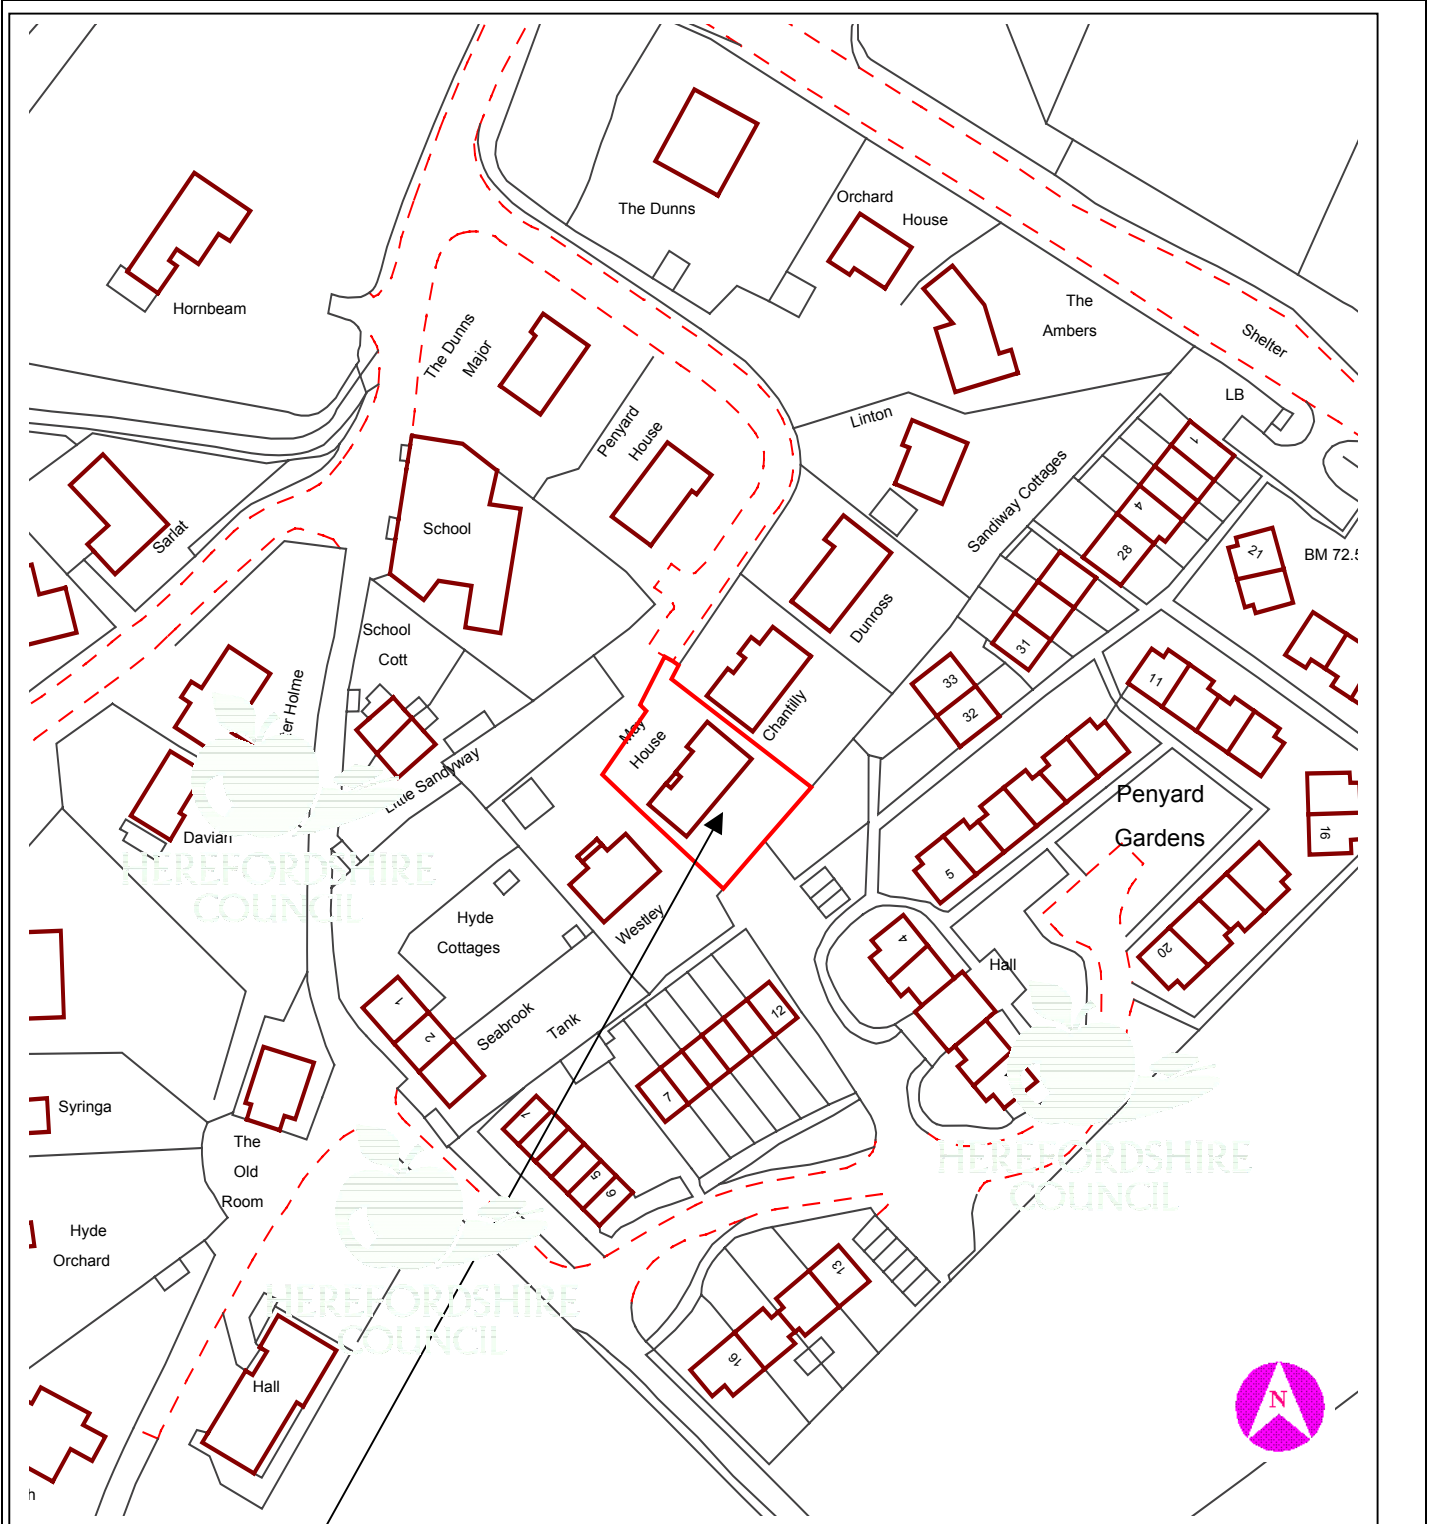 The Dunns
Orchard
House
The
Ambers
Shelter
LB
Hornbeam
The Dunns
Major
Penyard
House
Linton
Sandiway Cottages
1
4
28
21
BM 72.5
Sarlat
School
School
Cott
Dunross
31
33
32
11
er Holme
May
House
Chantilly
Little Sandyway
Davian
Penyard
Gardens
16
5
20
HEREFORDSHIRE
COUNCIL
Hyde
Cottages
Westley
4
Hall
1
2
Seabrook
Tank
12
7
Syringa
The
Old
Room
7
5
6
HEREFORDSHIRE
COUNCIL
Hyde
Orchard
13
16
HEREFORDSHIRE
COUNCIL
Hall
N
h